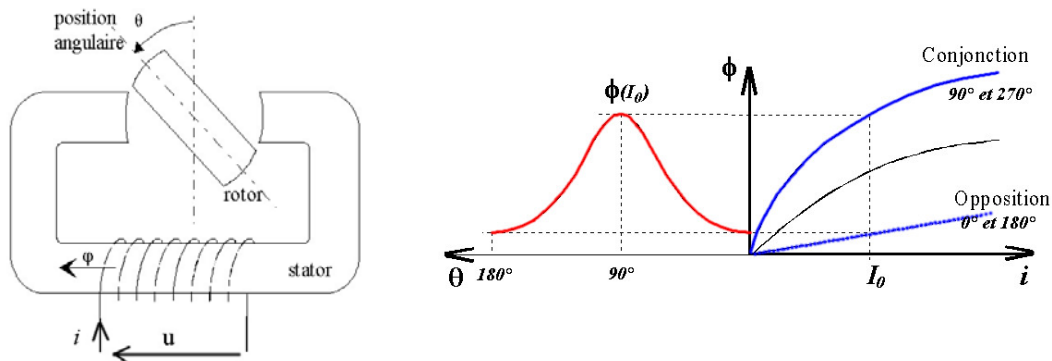 position
angulaire
θ
rotor
φ
stator
i
u
ϕ
ϕ(I₀)
Conjonction
90° et 270°
Opposition
0° et 180°
θ
180°
90°
I₀
i